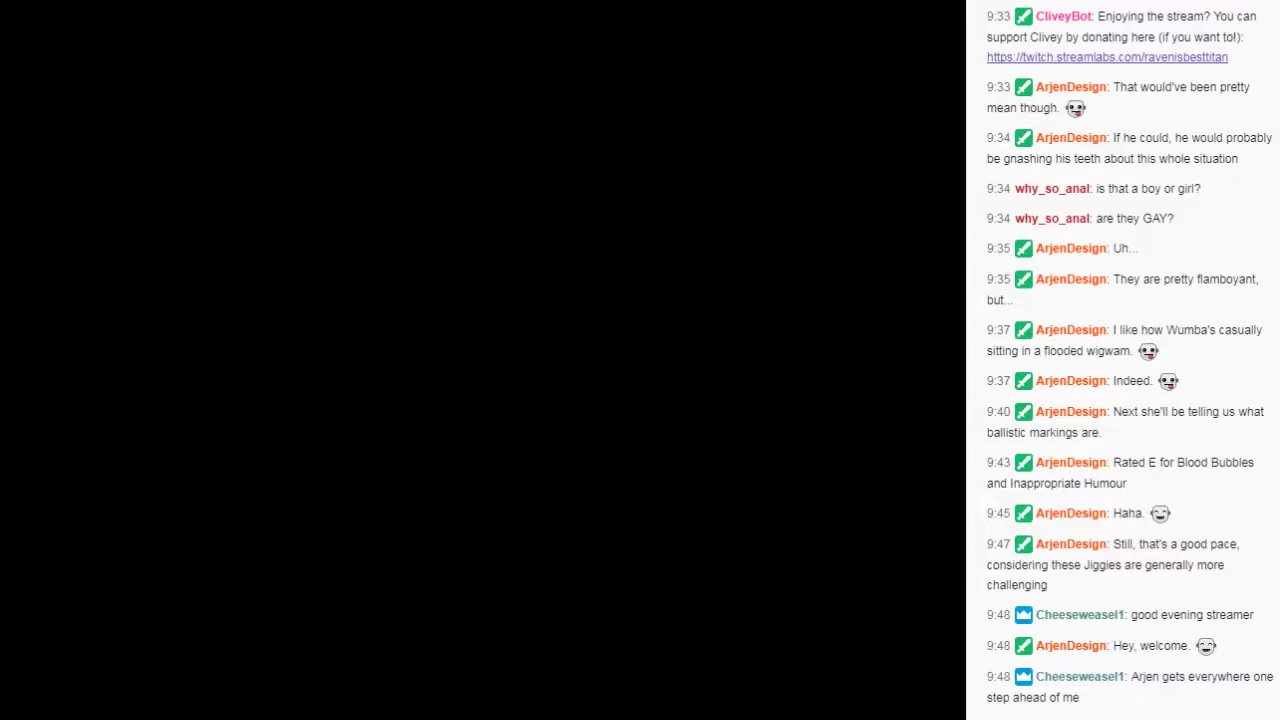 9:33 CliveyBot: Enjoying the stream? You can
support Clivey by donating here (if you want to!):
https://twitch.streamlabs.com/ravenisbesttitan
9:33 ArjenDesign: That would've been pretty
mean though.
9:34 ArjenDesign: If he could, he would probably
be gnashing his teeth about this whole situation
9:34 why_so_anal: is that a boy or girl?
9:34 why_so_anal: are they GAY?
9:35 ArjenDesign: Uh...
9:35 ArjenDesign: They are pretty flamboyant,
but...
9:37 ArjenDesign: I like how Wumba's casually
sitting in a flooded wigwam.
9:37 ArjenDesign: Indeed.
9:40 ArjenDesign: Next she'll be telling us what
ballistic markings are.
9:43 ArjenDesign: Rated E for Blood Bubbles
and Inappropriate Humour
9:45 ArjenDesign: Haha.
9:47 ArjenDesign: Still, that's a good pace,
considering these Jiggies are generally more
challenging
9:48 Cheeseweasel1: good evening streamer
9:48 ArjenDesign: Hey, welcome.
9:48 Cheeseweasel1: Arjen gets everywhere one
step ahead of me